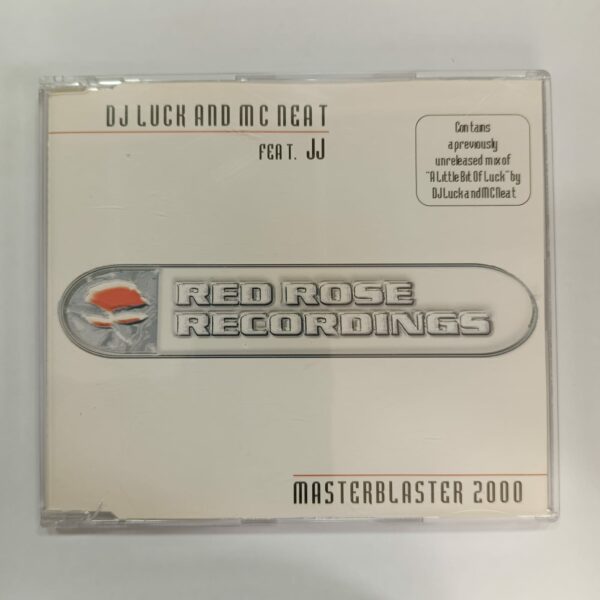 DJ LUCK AND MC NEAT
FEAT. JJ
Contains
a previously
unreleased mix of
"A Little Bit Of Luck" by
DJ Luck and MC Neat
RED ROSE
RECORDINGS
MASTERBLASTER 2000